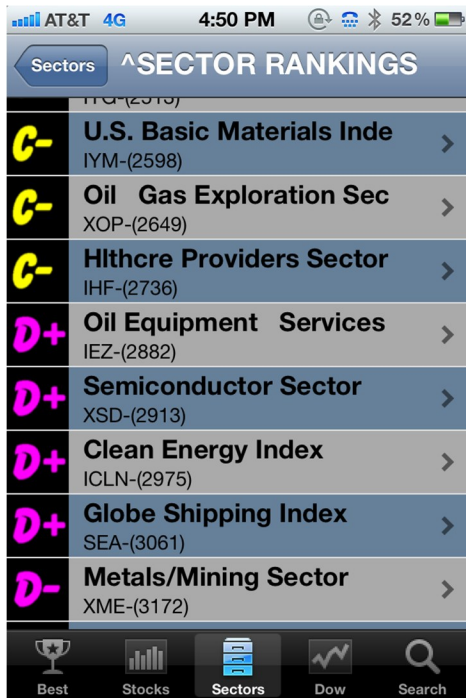 AT&T 4G 4:50 PM 52%
Sectors ^SECTOR RANKINGS
ITG-(2513)
C- U.S. Basic Materials Inde
IYM-(2598)
C- Oil Gas Exploration Sec
XOP-(2649)
C- Hlthcre Providers Sector
IHF-(2736)
D+ Oil Equipment Services
IEZ-(2882)
D+ Semiconductor Sector
XSD-(2913)
D+ Clean Energy Index
ICLN-(2975)
D+ Globe Shipping Index
SEA-(3061)
D- Metals/Mining Sector
XME-(3172)
Best Stocks Sectors Dow Search